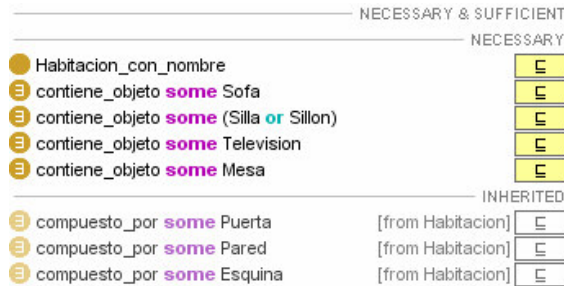 NECESSARY & SUFFICIENT
NECESSARY
Habitacion_con_nombre ⊑
∃ contiene_objeto some Sofa ⊑
∃ contiene_objeto some (Silla or Sillon) ⊑
∃ contiene_objeto some Television ⊑
∃ contiene_objeto some Mesa ⊑
INHERITED
∃ compuesto_por some Puerta [from Habitacion] ⊑
∃ compuesto_por some Pared [from Habitacion] ⊑
∃ compuesto_por some Esquina [from Habitacion] ⊑